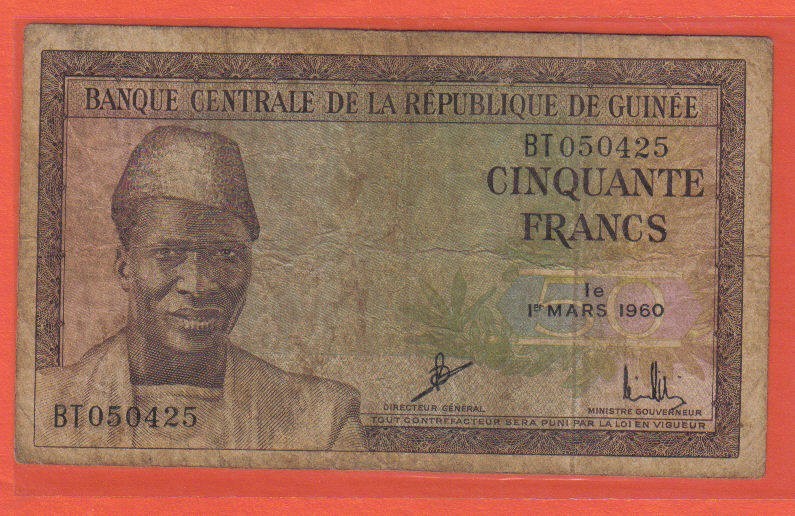 BANQUE CENTRALE DE LA RÉPUBLIQUE DE GUINÉE
BT050425
CINQUANTE
FRANCS
50
le
1er MARS 1960
BT050425
DIRECTEUR GÉNÉRAL
MINISTRE GOUVERNEUR
TOUT CONTREFACTEUR SERA PUNI PAR LA LOI EN VIGUEUR